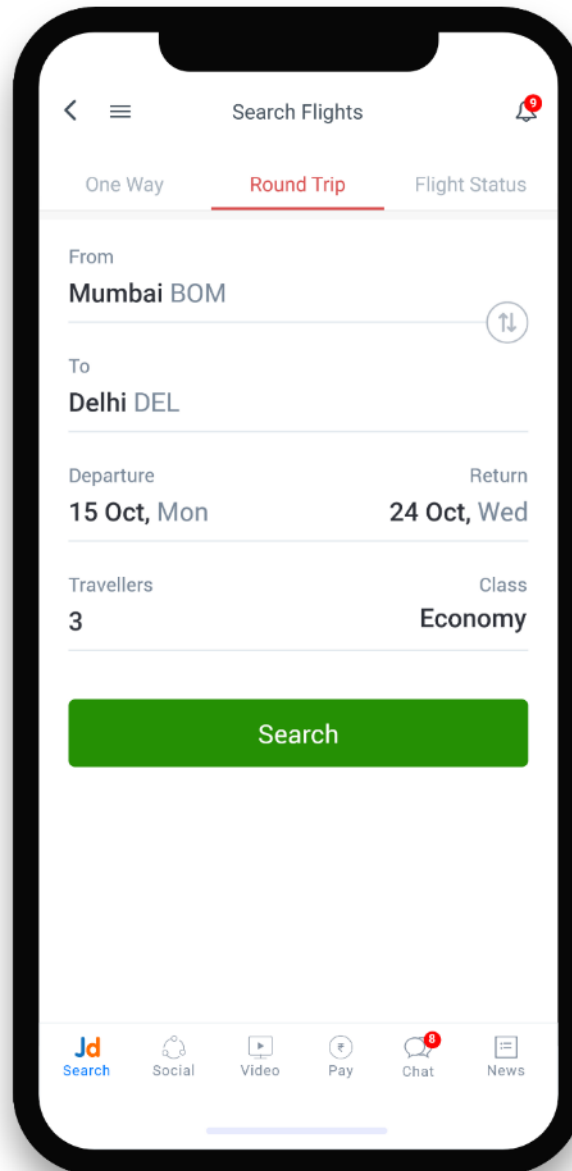 Search Flights
9
One Way Round Trip Flight Status
From
Mumbai BOM
To
Delhi DEL
Departure Return
15 Oct, Mon 24 Oct, Wed
Travellers Class
3 Economy
Search
Jd ₹ 8
Search Social Video Pay Chat News